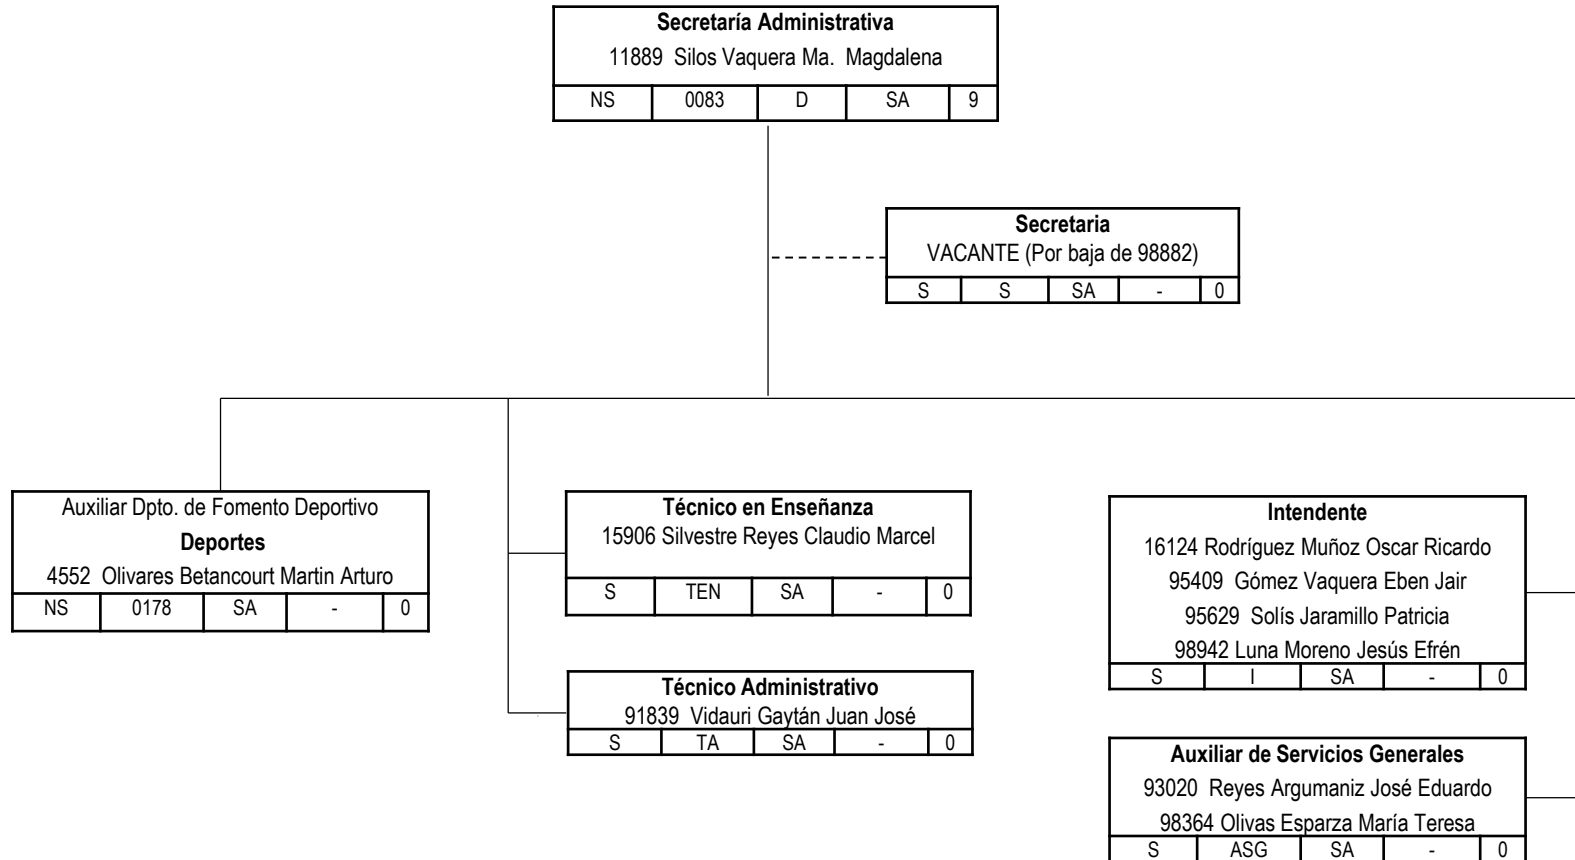 Secretaría Administrativa
11889 Silos Vaquera Ma. Magdalena
NS 0083 D SA 9
Secretaria
VACANTE (Por baja de 98882)
S S SA - 0
Auxiliar Dpto. de Fomento Deportivo
Deportes
4552 Olivares Betancourt Martin Arturo
NS 0178 SA - 0
Técnico en Enseñanza
15906 Silvestre Reyes Claudio Marcel
S TEN SA - 0
Técnico Administrativo
91839 Vidauri Gaytán Juan José
S TA SA - 0
Intendente
16124 Rodríguez Muñoz Oscar Ricardo
95409 Gómez Vaquera Eben Jair
95629 Solís Jaramillo Patricia
98942 Luna Moreno Jesús Efrén
S I SA - 0
Auxiliar de Servicios Generales
93020 Reyes Argumaniz José Eduardo
98364 Olivas Esparza María Teresa
S ASG SA - 0